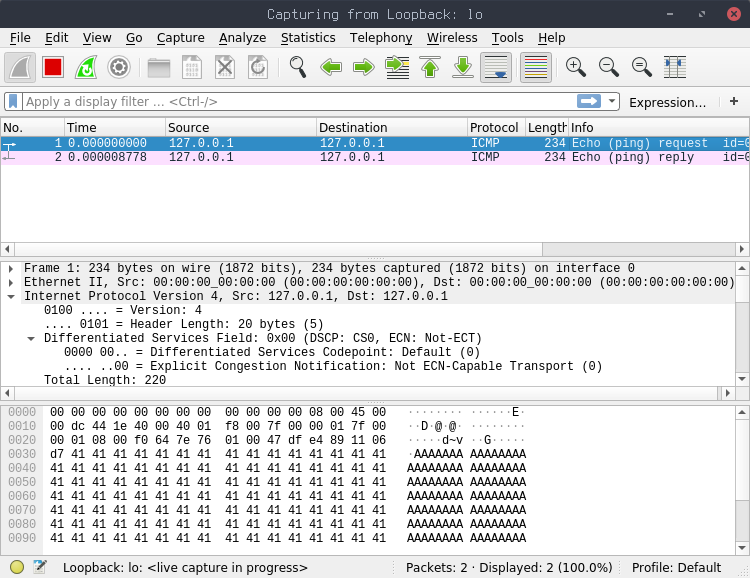 Capturing from Loopback: lo
File Edit View Go Capture Analyze Statistics Telephony Wireless Tools Help
Apply a display filter ... <Ctrl-/> Expression... +
No. Time Source Destination Protocol Length Info
1 0.000000000 127.0.0.1 127.0.0.1 ICMP 234 Echo (ping) request id=0
2 0.000008778 127.0.0.1 127.0.0.1 ICMP 234 Echo (ping) reply id=0
Frame 1: 234 bytes on wire (1872 bits), 234 bytes captured (1872 bits) on interface 0
Ethernet II, Src: 00:00:00_00:00:00 (00:00:00:00:00:00), Dst: 00:00:00_00:00:00 (00:00:00:00:00:00)
Internet Protocol Version 4, Src: 127.0.0.1, Dst: 127.0.0.1
0100 .... = Version: 4
.... 0101 = Header Length: 20 bytes (5)
Differentiated Services Field: 0x00 (DSCP: CS0, ECN: Not-ECT)
0000 00.. = Differentiated Services Codepoint: Default (0)
.... ..00 = Explicit Congestion Notification: Not ECN-Capable Transport (0)
Total Length: 220
0000 00 00 00 00 00 00 00 00 00 00 00 00 08 00 45 00 ········ ······E·
0010 00 dc 44 1e 40 00 40 01 f8 00 7f 00 00 01 7f 00 ··D·@·@· ········
0020 00 01 08 00 f0 64 7e 76 01 00 47 df e4 89 11 06 ·····d~v ··G·····
0030 d7 41 41 41 41 41 41 41 41 41 41 41 41 41 41 41 ·AAAAAAA AAAAAAAA
0040 41 41 41 41 41 41 41 41 41 41 41 41 41 41 41 41 AAAAAAAA AAAAAAAA
0050 41 41 41 41 41 41 41 41 41 41 41 41 41 41 41 41 AAAAAAAA AAAAAAAA
0060 41 41 41 41 41 41 41 41 41 41 41 41 41 41 41 41 AAAAAAAA AAAAAAAA
0070 41 41 41 41 41 41 41 41 41 41 41 41 41 41 41 41 AAAAAAAA AAAAAAAA
0080 41 41 41 41 41 41 41 41 41 41 41 41 41 41 41 41 AAAAAAAA AAAAAAAA
0090 41 41 41 41 41 41 41 41 41 41 41 41 41 41 41 41 AAAAAAAA AAAAAAAA
Loopback: lo: <live capture in progress> Packets: 2 · Displayed: 2 (100.0%) Profile: Default